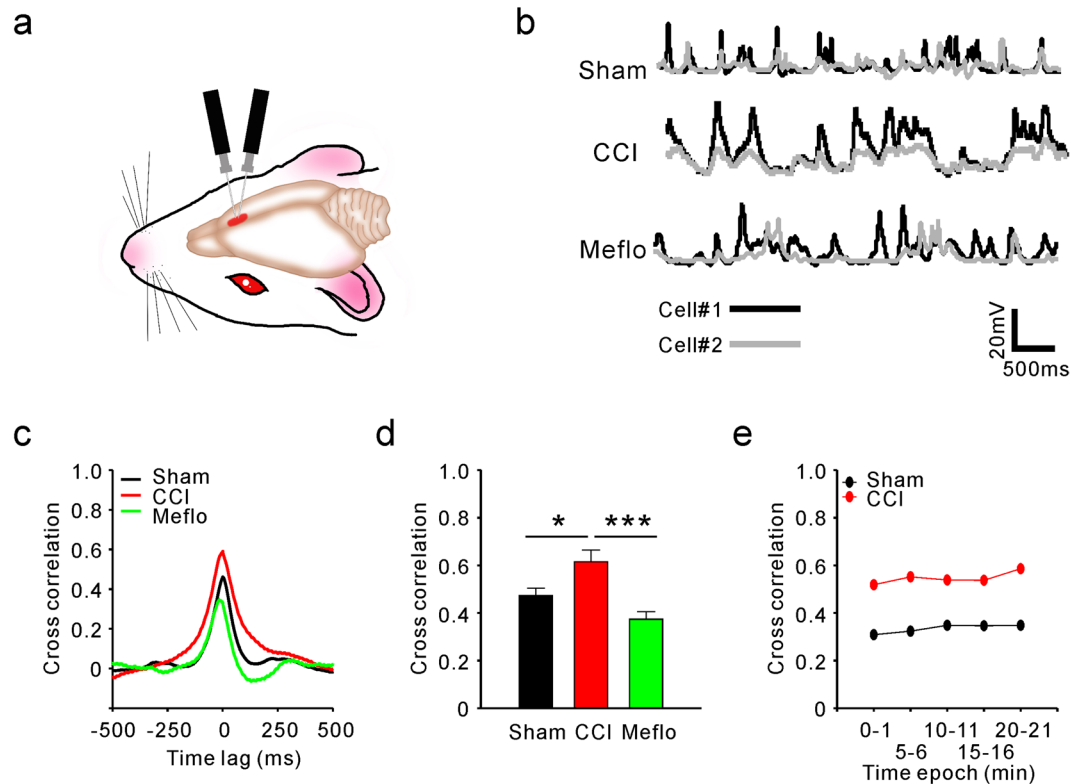 a
b
Sham
CCI
Meflo
Cell#1
Cell#2
20mV
500ms
c
Sham
CCI
Meflo
Cross correlation
1.0
0.8
0.6
0.4
0.2
0
-500 -250 0 250 500
Time lag (ms)
d
Cross correlation
1.0
0.8
0.6
0.4
0.2
0
* ***
Sham CCI Meflo
e
Sham
CCI
Cross correlation
1.0
0.8
0.6
0.4
0.2
0
0-1 10-11 20-21
5-6 15-16
Time epoch (min)